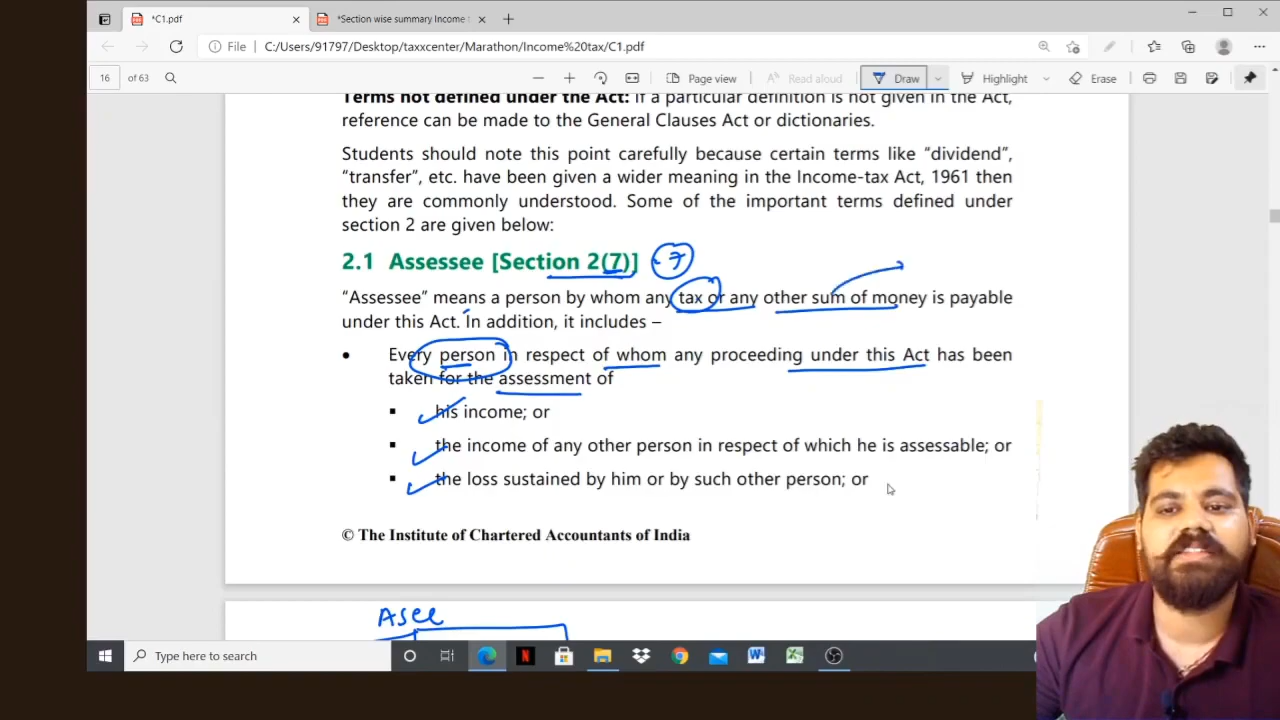 *C1.pdf
*Section wise summary Income t
File
C:/Users/91797/Desktop/taxxcenter/Marathon/Income%20tax/C1.pdf
16 of 63
Page view
Read aloud
Draw
Highlight
Erase
Terms not defined under the Act: If a particular definition is not given in the Act,
reference can be made to the General Clauses Act or dictionaries.
Students should note this point carefully because certain terms like “dividend”,
“transfer”, etc. have been given a wider meaning in the Income-tax Act, 1961 then
they are commonly understood. Some of the important terms defined under
section 2 are given below:
2.1 Assessee [Section 2(7)] 7
“Assessee” means a person by whom any tax or any other sum of money is payable
under this Act. In addition, it includes –
• Every person in respect of whom any proceeding under this Act has been
taken for the assessment of
▪ his income; or
▪ the income of any other person in respect of which he is assessable; or
▪ the loss sustained by him or by such other person; or
© The Institute of Chartered Accountants of India
Asee
Type here to search